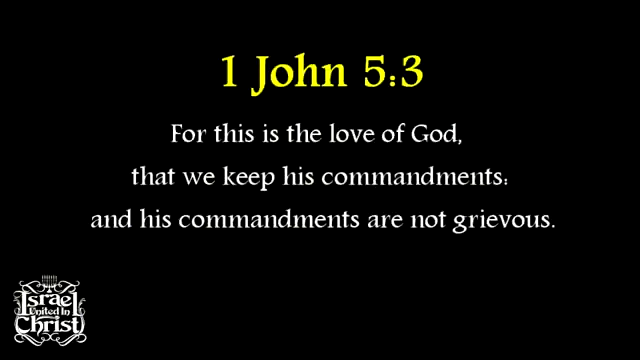 1 John 5:3
For this is the love of God,
that we keep his commandments:
and his commandments are not grievous.
Israel
United In
Christ